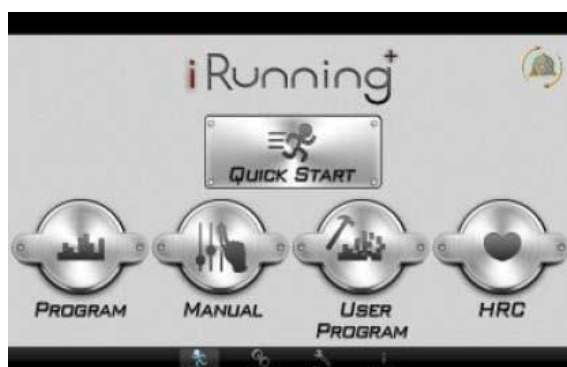 iRunning+
QUICK START
PROGRAM
MANUAL
USER
PROGRAM
HRC